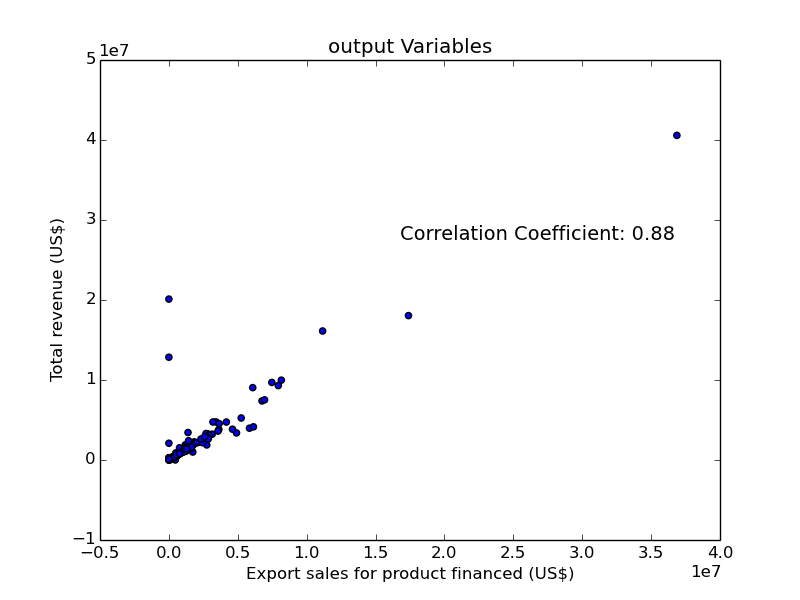 output Variables
1e7
5
4
3
2
1
0
−1
Total revenue (US$)
Correlation Coefficient: 0.88
−0.5 0.0 0.5 1.0 1.5 2.0 2.5 3.0 3.5 4.0
1e7
Export sales for product financed (US$)